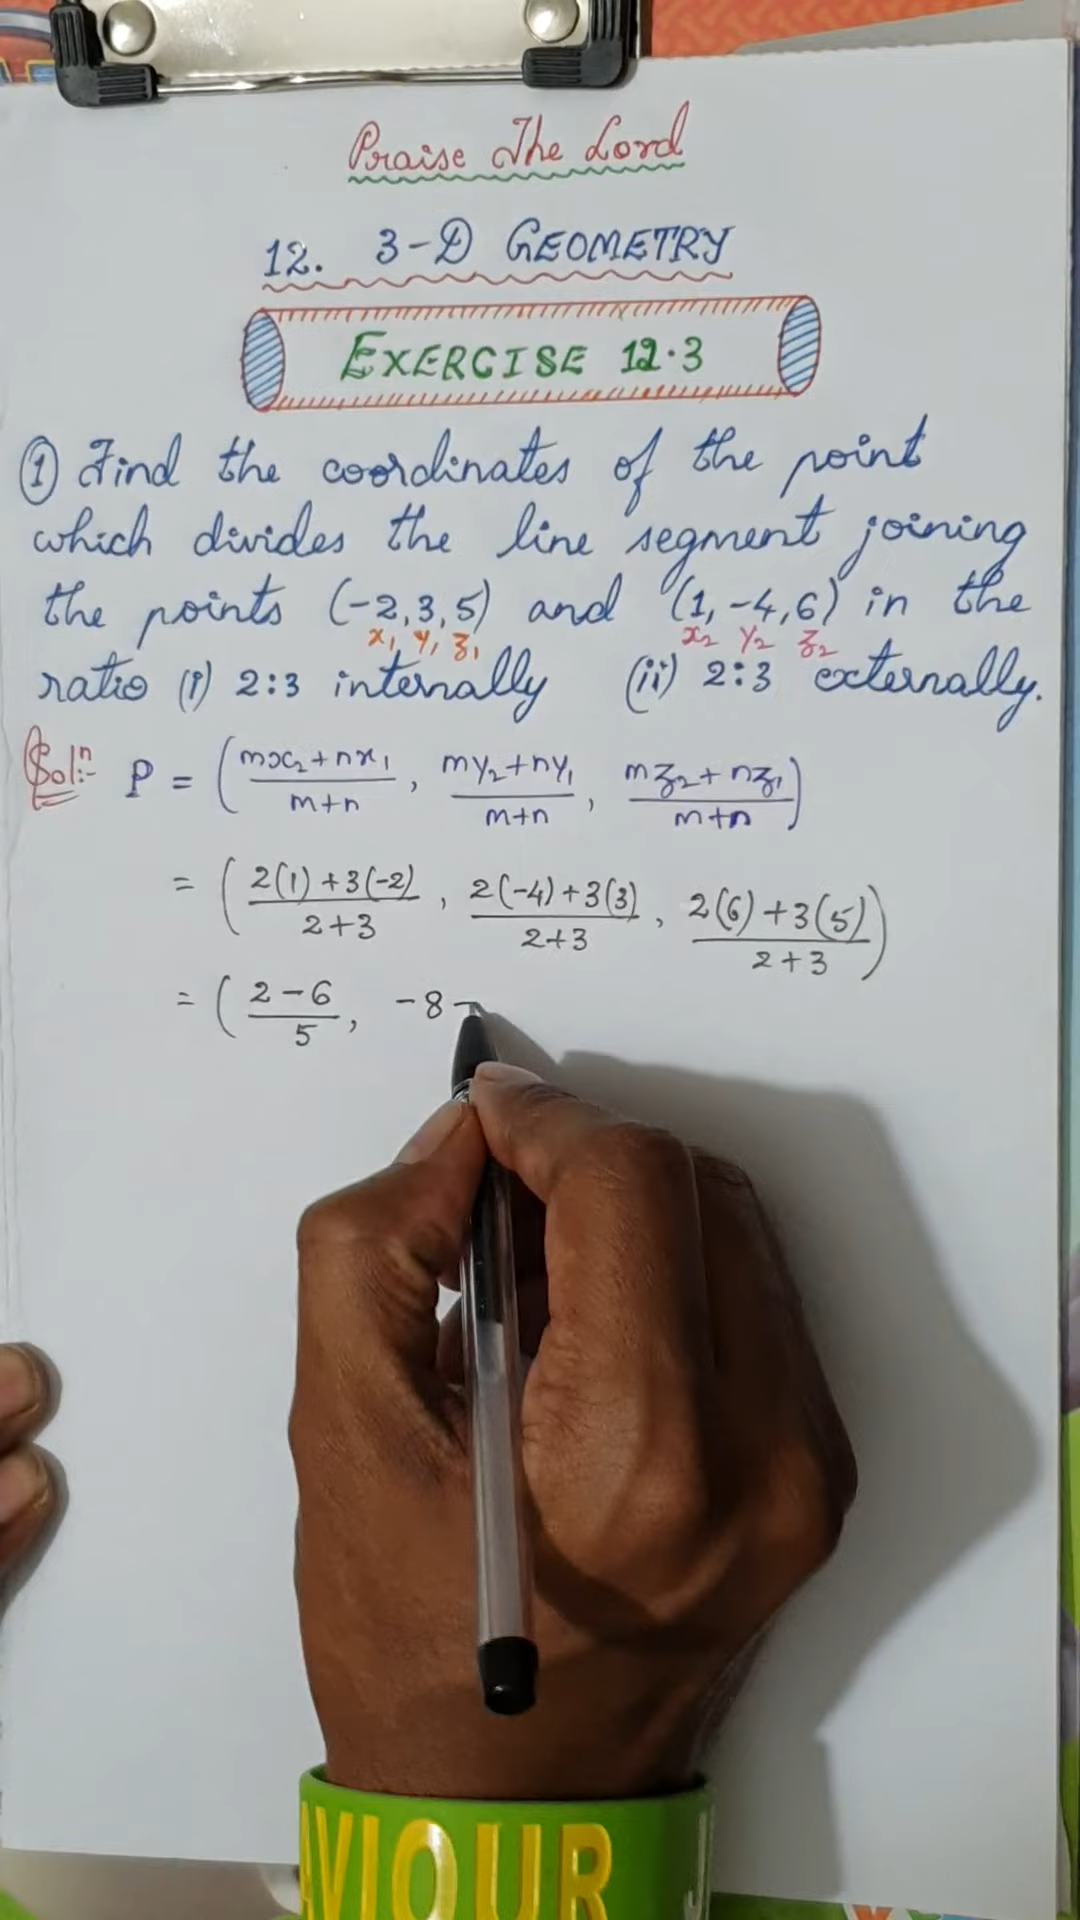 Praise The Lord
12. 3-D GEOMETRY
EXERCISE 12.3
① Find the coordinates of the point
which divides the line segment joining
the points (-2,3,5) and (1,-4,6) in the
x₁ y₁ z₁ x₂ y₂ z₂
ratio (i) 2:3 internally (ii) 2:3 externally.
Solⁿ:- P = ( mx₂+nx₁ / m+n , my₂+ny₁ / m+n , mz₂+nz₁ / m+n )
= ( 2(1)+3(-2) / 2+3 , 2(-4)+3(3) / 2+3 , 2(6)+3(5) / 2+3 )
= ( 2-6 / 5 , -8
AVIOUR